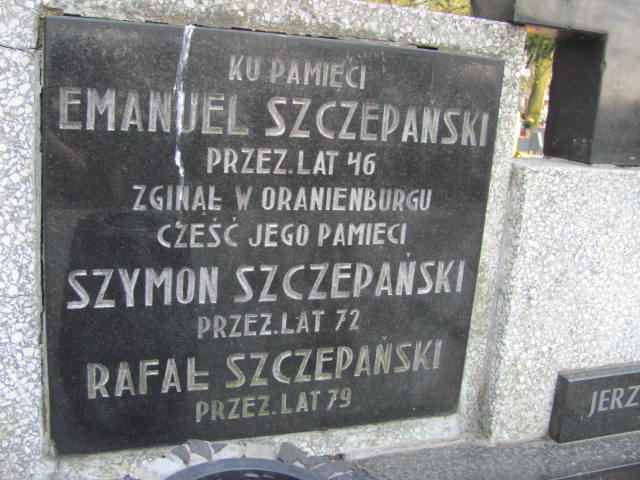 KU PAMIĘCI
EMANUEL SZCZEPAŃSKI
PRZEZ. LAT 46
ZGINĄŁ W ORANIENBURGU
CZEŚĆ JEGO PAMIĘCI
SZYMON SZCZEPAŃSKI
PRZEZ. LAT 72
RAFAŁ SZCZEPAŃSKI
PRZEZ. LAT 79
JERZ